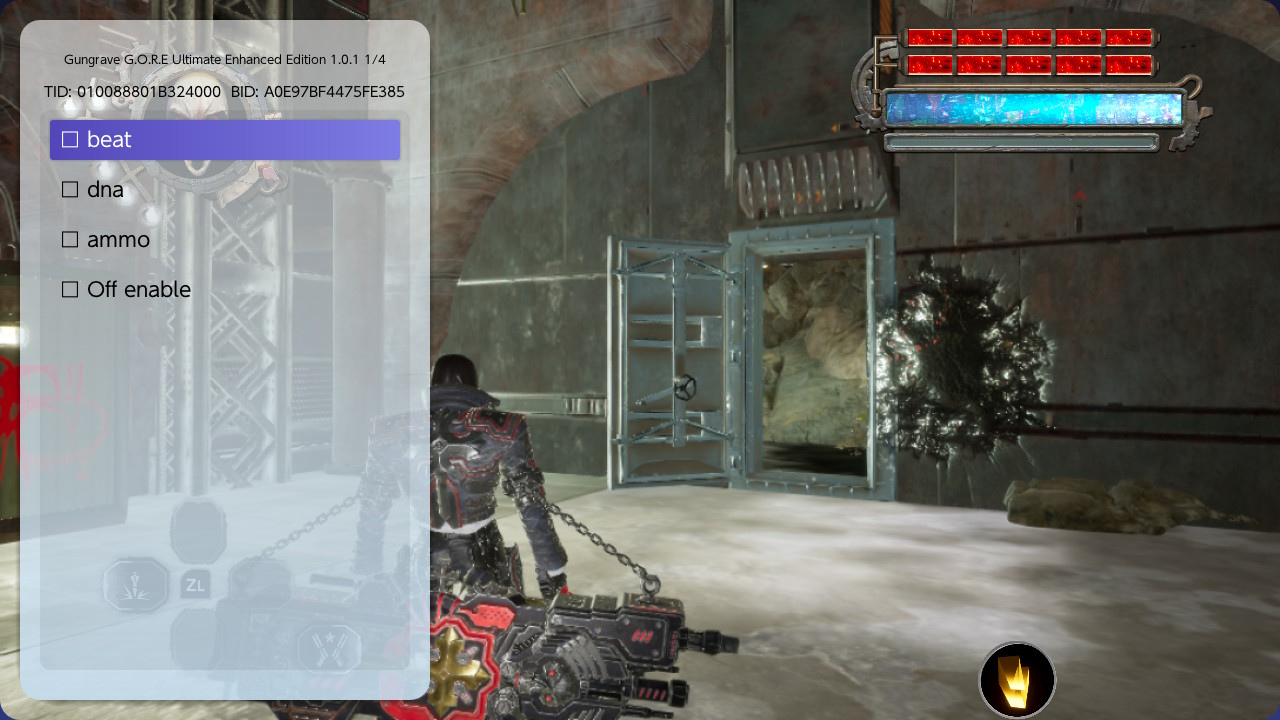 Gungrave G.O.R.E Ultimate Enhanced Edition 1.0.1 1/4
TID: 010088801B324000 BID: A0E97BF4475FE385
☐ beat
☐ dna
☐ ammo
☐ Off enable
ZL